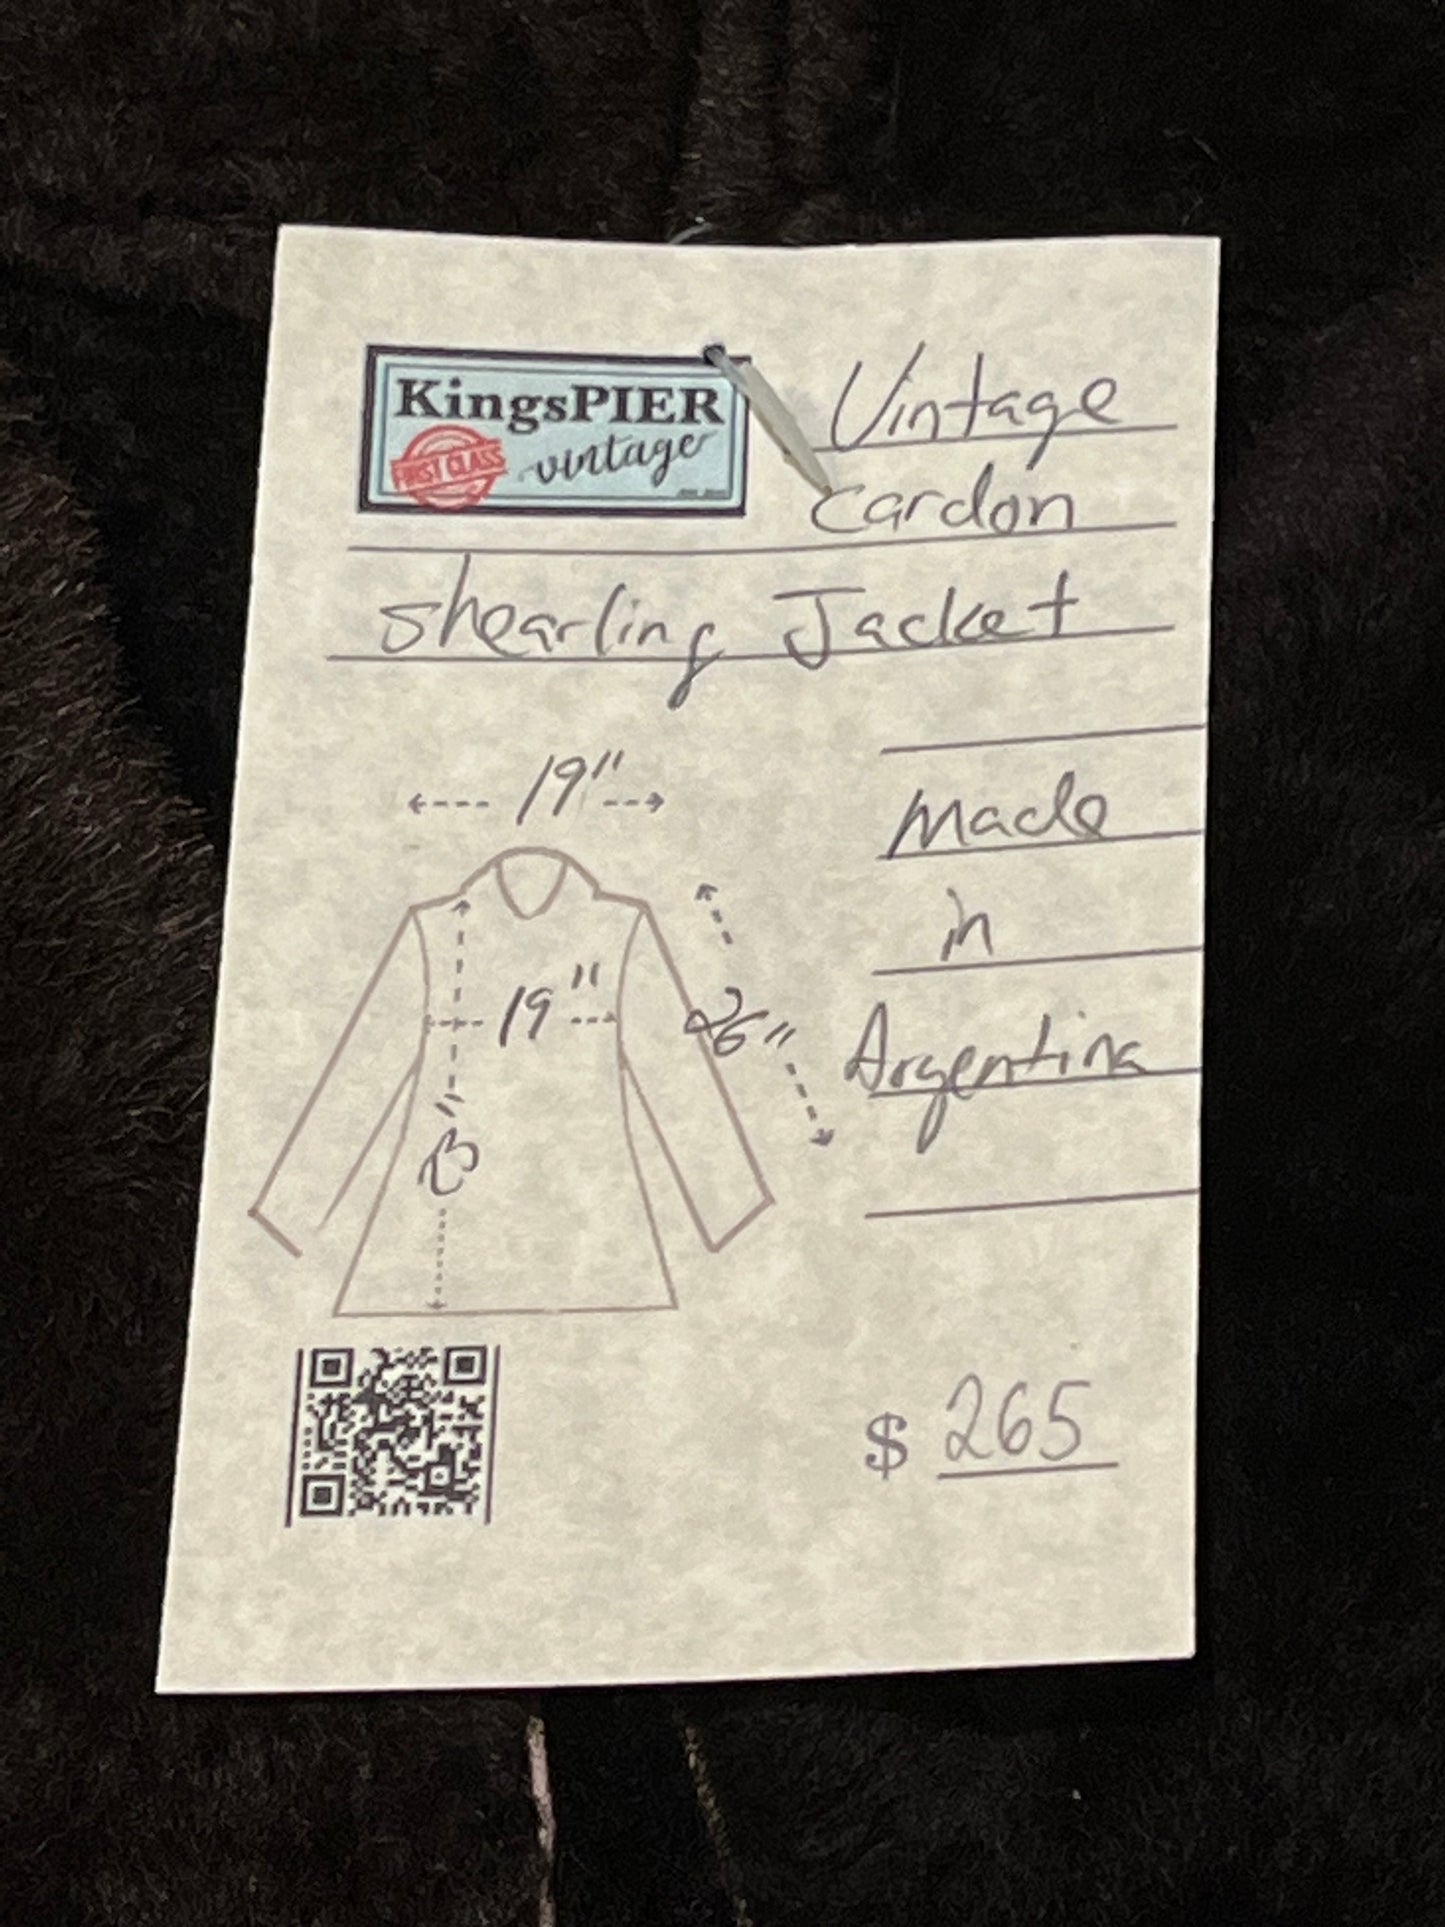 KingsPIER
FIRST CLASS
vintage
Vintage
Cardon
Shearling Jacket
19"
made
in
19"
26"
Argentina
$ 265